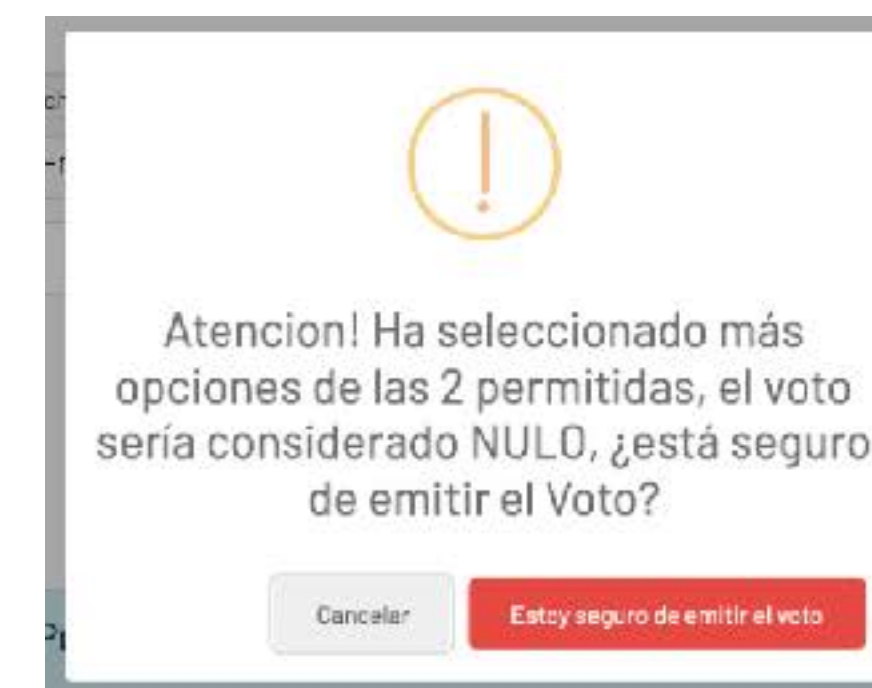 Atencion! Ha seleccionado más
opciones de las 2 permitidas, el voto
sería considerado NULO, ¿está seguro
de emitir el Voto?
Cancelar
Estoy seguro de emitir el voto